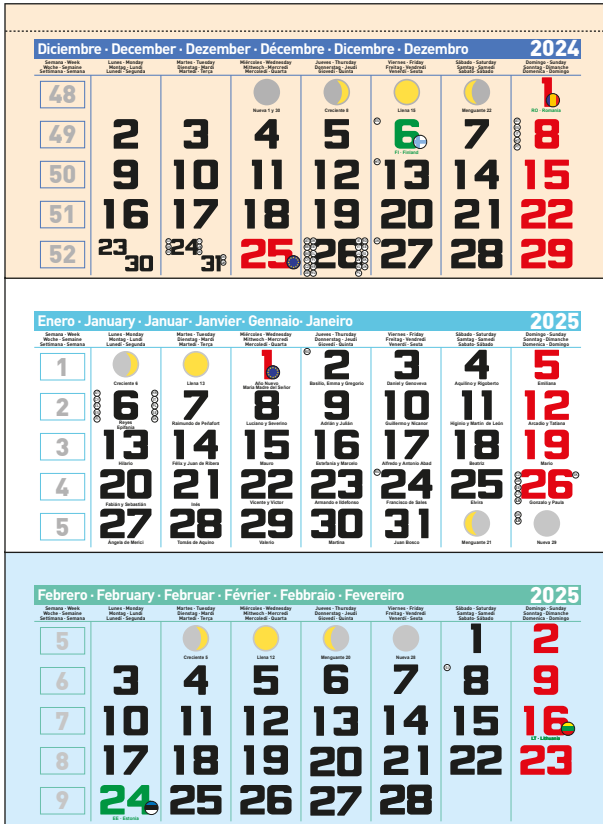 Diciembre · December · Dezember · Décembre · Dicembre · Dezembro 2024
Semana - Week Lunes - Monday Martes - Tuesday Miércoles - Wednesday Jueves - Thursday Viernes - Friday Sábado - Saturday Domingo - Sunday
Woche - Semaine Montag - Lundi Dienstag - Mardi Mittwoch - Mercredi Donnerstag - Jeudi Freitag - Vendredi Samstag - Samedi Sonntag - Dimanche
Settimana - Semana Lunedì - Segunda Martedì - Terça Mercoledì - Quarta Giovedì - Quinta Venerdì - Sexta Sabato - Sábado Domenica - Domingo
48 1
Nueva 1 y 30 Creciente 8 Llena 15 Menguante 22 RO - Romania
49 2 3 4 5 6 7 8
FI - Finland
50 9 10 11 12 13 14 15
51 16 17 18 19 20 21 22
52 23 30 24 31 25 26 27 28 29
Enero · January · Januar · Janvier · Gennaio · Janeiro 2025
Semana - Week Lunes - Monday Martes - Tuesday Miércoles - Wednesday Jueves - Thursday Viernes - Friday Sábado - Saturday Domingo - Sunday
Woche - Semaine Montag - Lundi Dienstag - Mardi Mittwoch - Mercredi Donnerstag - Jeudi Freitag - Vendredi Samstag - Samedi Sonntag - Dimanche
Settimana - Semana Lunedì - Segunda Martedì - Terça Mercoledì - Quarta Giovedì - Quinta Venerdì - Sexta Sabato - Sábado Domenica - Domingo
1 1 2 3 4 5
Creciente 6 Llena 13 Año Nuevo Basilio, Emma y Gregorio Daniel y Genoveva Aquilino y Rigoberto Emiliana
María Madre del Señor
2 6 7 8 9 10 11 12
Reyes Raimundo de Peñafort Luciano y Severino Adrián y Julián Guillermo y Nicanor Higinio y Martín de León Arcadio y Tatiana
Epifanía
3 13 14 15 16 17 18 19
Hilario Félix y Juan de Ribera Mauro Estefanía y Marcelo Alfredo y Antonio Abad Beatriz Mario
4 20 21 22 23 24 25 26
Fabián y Sebastián Inés Vicente y Víctor Armando e Ildefonso Francisco de Sales Elvira Gonzalo y Paula
5 27 28 29 30 31
Ángela de Merici Tomás de Aquino Valerio Martina Juan Bosco Menguante 21 Nueva 29
Febrero · February · Februar · Février · Febbraio · Fevereiro 2025
Semana - Week Lunes - Monday Martes - Tuesday Miércoles - Wednesday Jueves - Thursday Viernes - Friday Sábado - Saturday Domingo - Sunday
Woche - Semaine Montag - Lundi Dienstag - Mardi Mittwoch - Mercredi Donnerstag - Jeudi Freitag - Vendredi Samstag - Samedi Sonntag - Dimanche
Settimana - Semana Lunedì - Segunda Martedì - Terça Mercoledì - Quarta Giovedì - Quinta Venerdì - Sexta Sabato - Sábado Domenica - Domingo
5 1 2
Creciente 5 Llena 12 Menguante 20 Nueva 28
6 3 4 5 6 7 8 9
7 10 11 12 13 14 15 16
LT - Lithuania
8 17 18 19 20 21 22 23
9 24 25 26 27 28
EE - Estonia